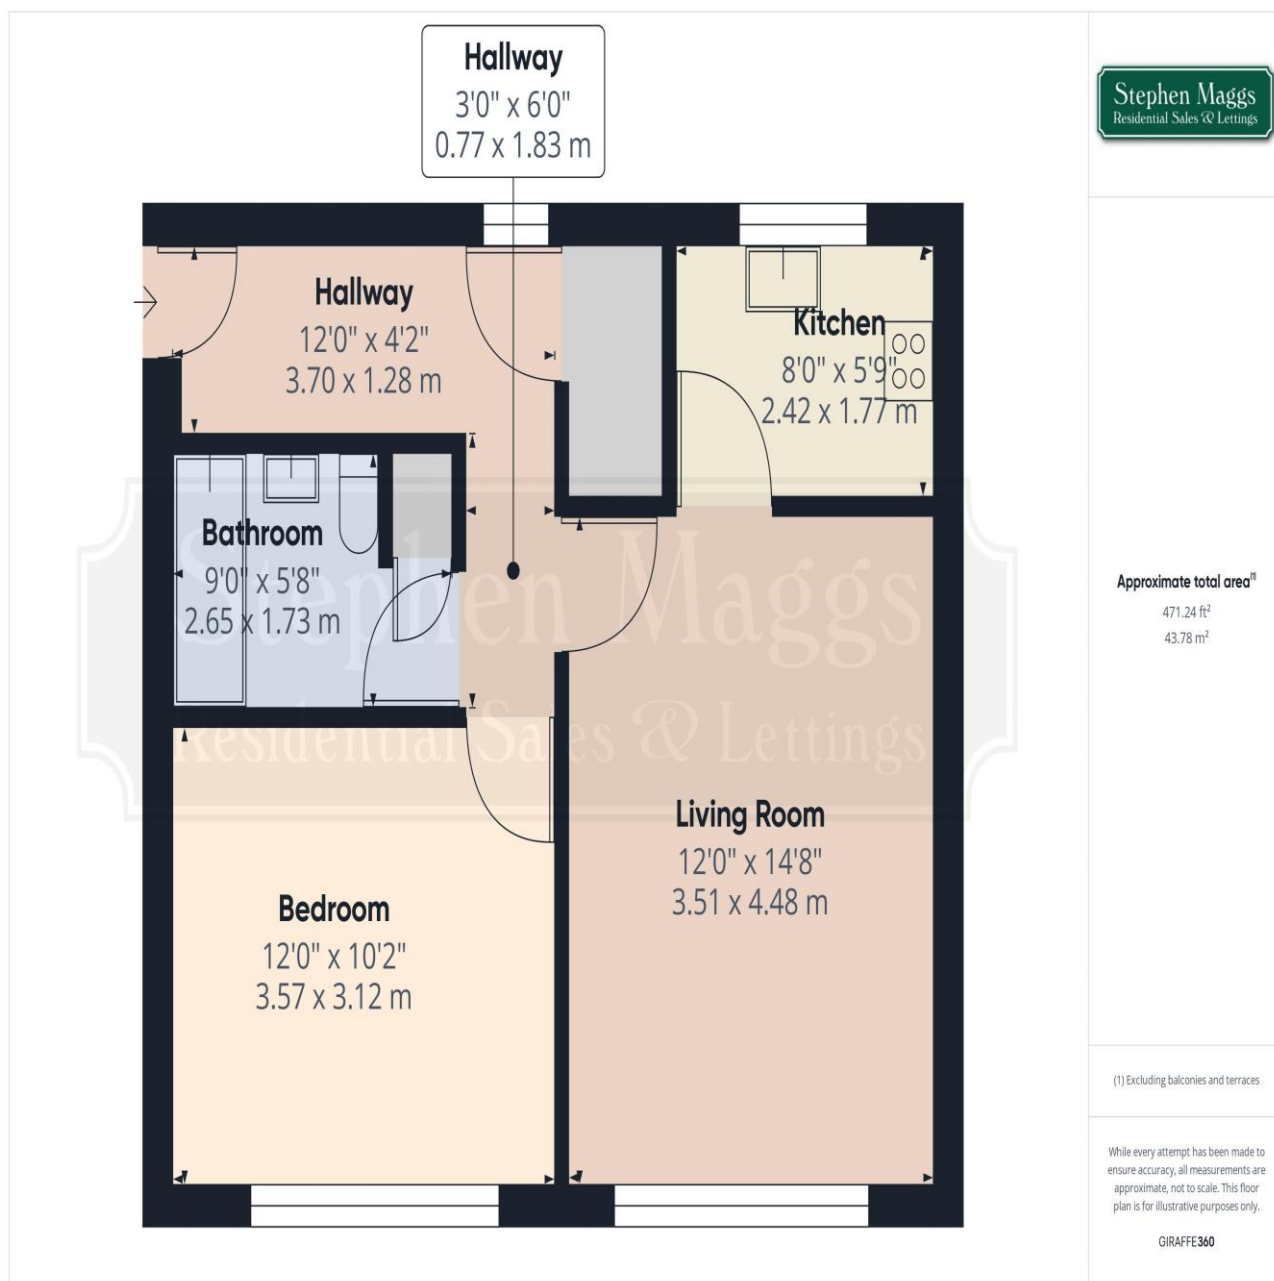 Hallway
3'0" x 6'0"
0.77 x 1.83 m
Stephen Maggs
Residential Sales & Lettings
Hallway
12'0" x 4'2"
3.70 x 1.28 m
Kitchen
8'0" x 5'9"
2.42 x 1.77 m
Bathroom
9'0" x 5'8"
2.65 x 1.73 m
Stephen Maggs
Residential Sales & Lettings
Living Room
12'0" x 14'8"
3.51 x 4.48 m
Bedroom
12'0" x 10'2"
3.57 x 3.12 m
Approximate total area⁽¹⁾
471.24 ft²
43.78 m²
(1) Excluding balconies and terraces
While every attempt has been made to
ensure accuracy, all measurements are
approximate, not to scale. This floor
plan is for illustrative purposes only.
GIRAFFE360